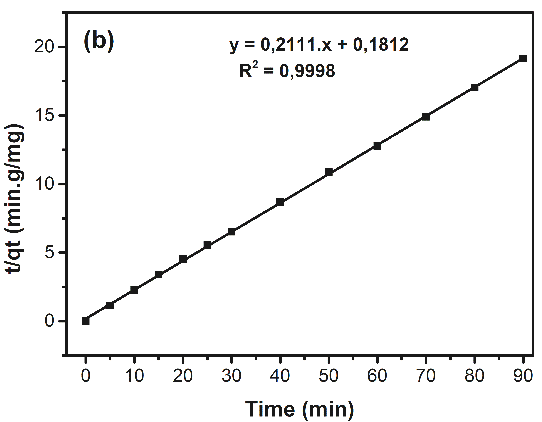 (b)
y = 0,2111.x + 0,1812
R² = 0,9998
20
15
10
5
0
t/qt (min.g/mg)
0 10 20 30 40 50 60 70 80 90
Time (min)